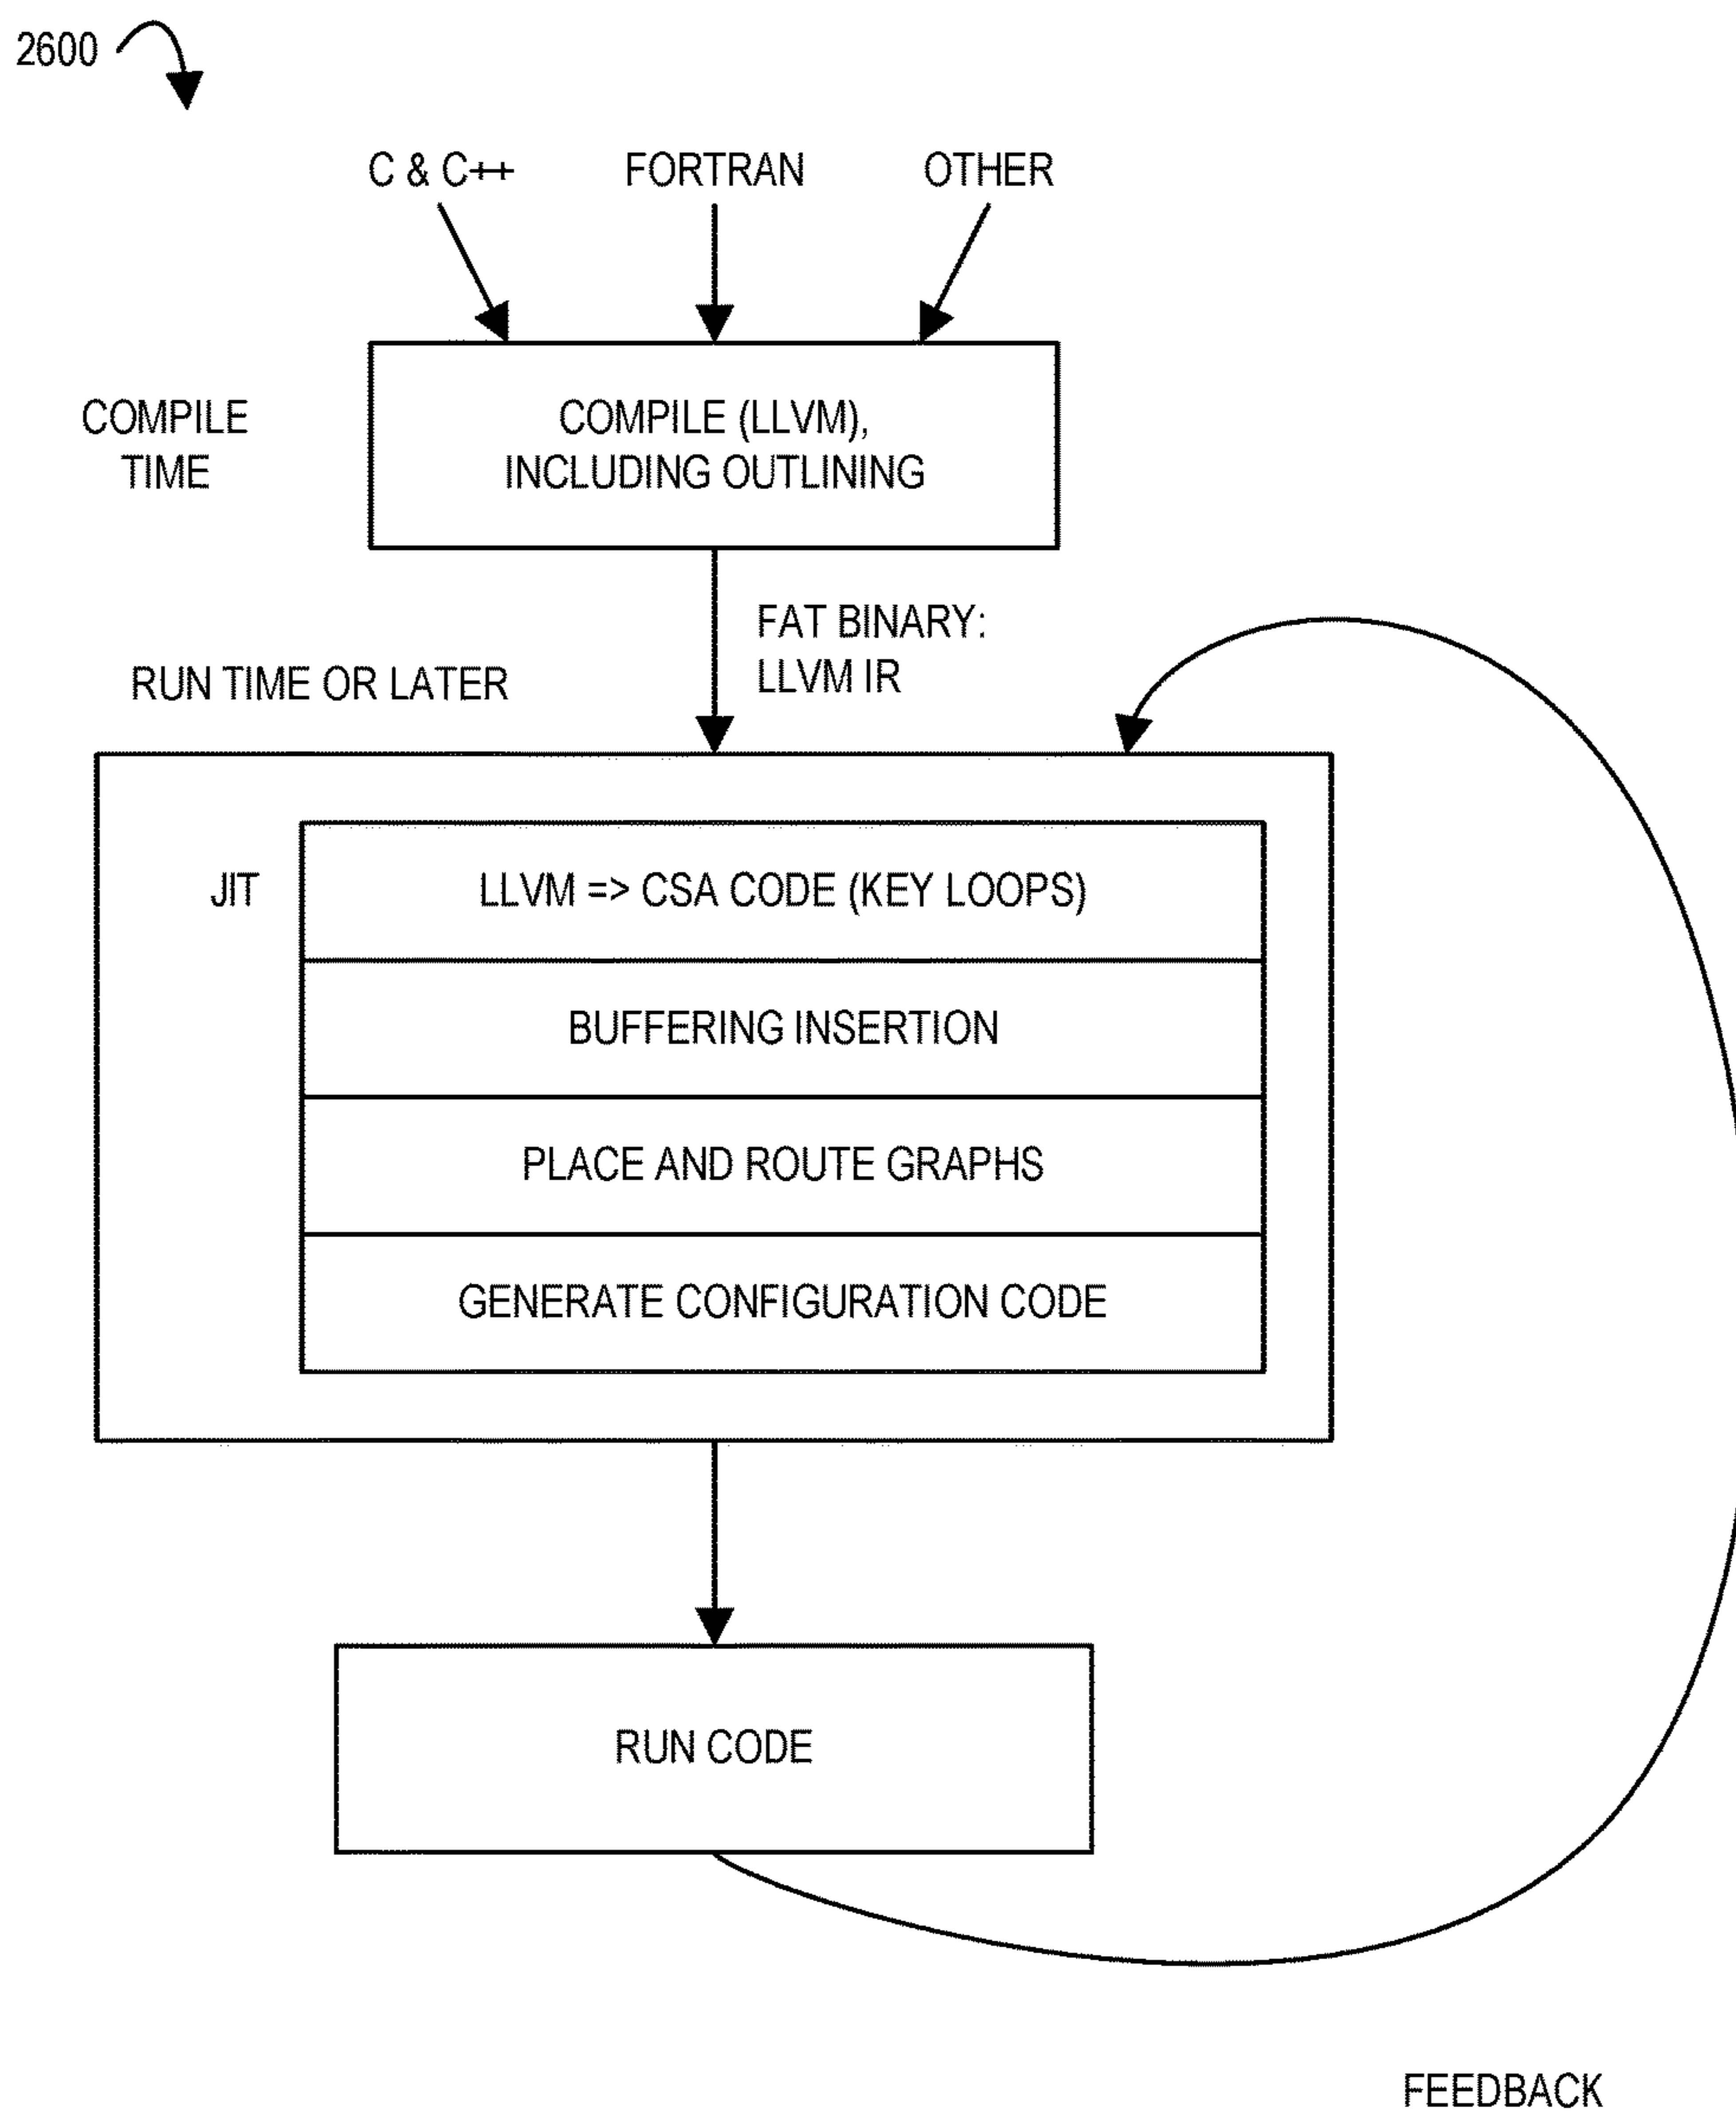 2600
C & C++ FORTRAN OTHER
COMPILE
TIME
COMPILE (LLVM),
INCLUDING OUTLINING
FAT BINARY:
LLVM IR
RUN TIME OR LATER
JIT
LLVM => CSA CODE (KEY LOOPS)
BUFFERING INSERTION
PLACE AND ROUTE GRAPHS
GENERATE CONFIGURATION CODE
RUN CODE
FEEDBACK